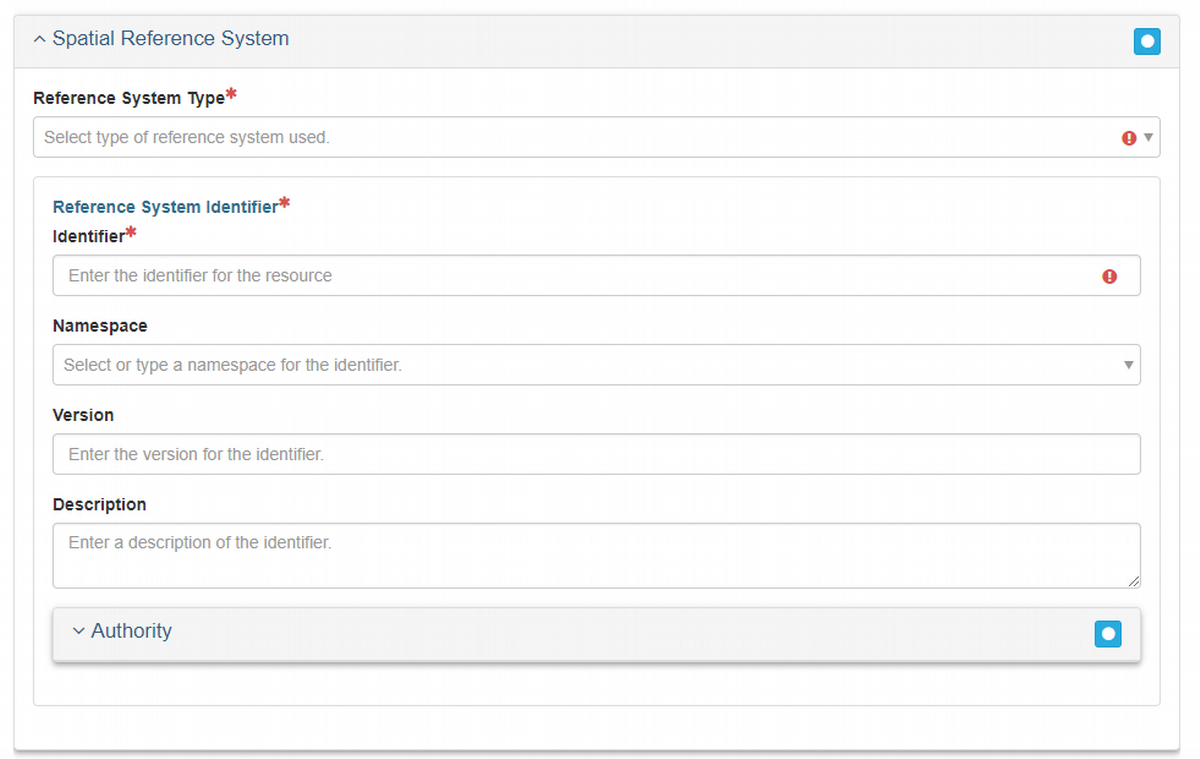 Spatial Reference System
Reference System Type*
Select type of reference system used.
Reference System Identifier*
Identifier*
Enter the identifier for the resource
Namespace
Select or type a namespace for the identifier.
Version
Enter the version for the identifier.
Description
Enter a description of the identifier.
Authority